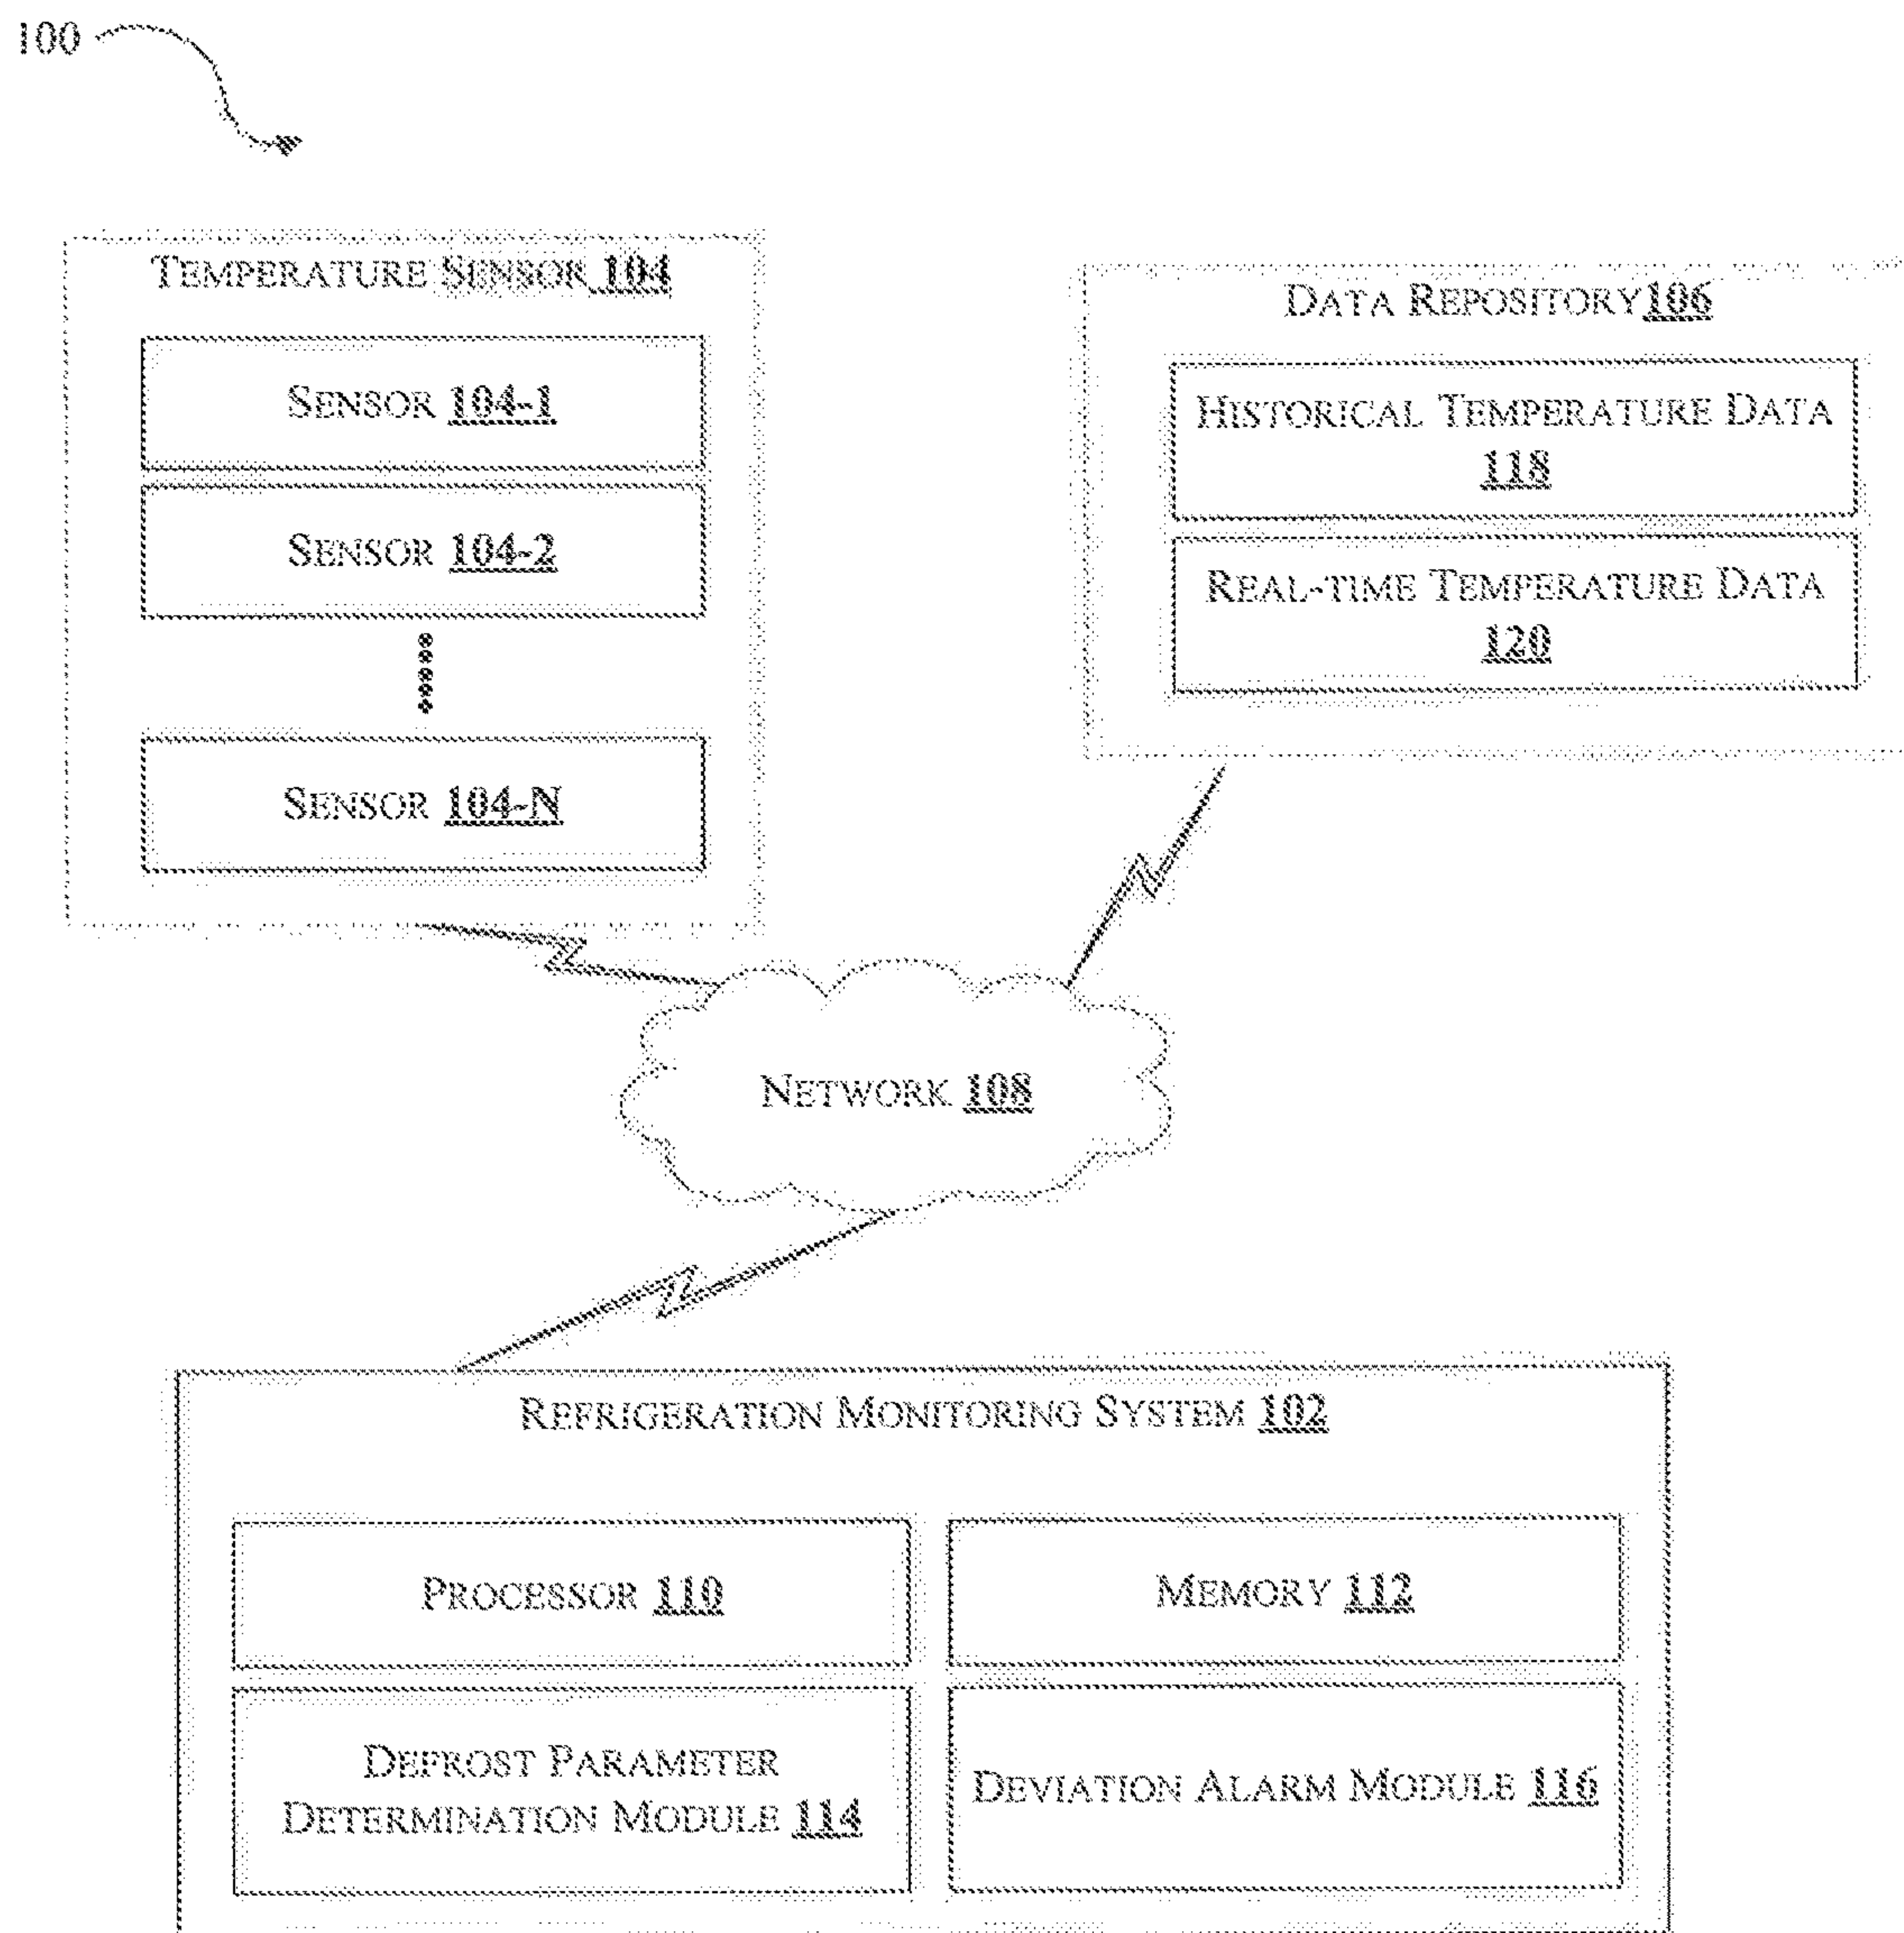 100
TEMPERATURE SENSOR 104
SENSOR 104-1
SENSOR 104-2
SENSOR 104-N
DATA REPOSITORY106
HISTORICAL TEMPERATURE DATA
118
REAL-TIME TEMPERATURE DATA
120
NETWORK 108
REFRIGERATION MONITORING SYSTEM 102
PROCESSOR 110
MEMORY 112
DEFROST PARAMETER
DETERMINATION MODULE 114
DEVIATION ALARM MODULE 116